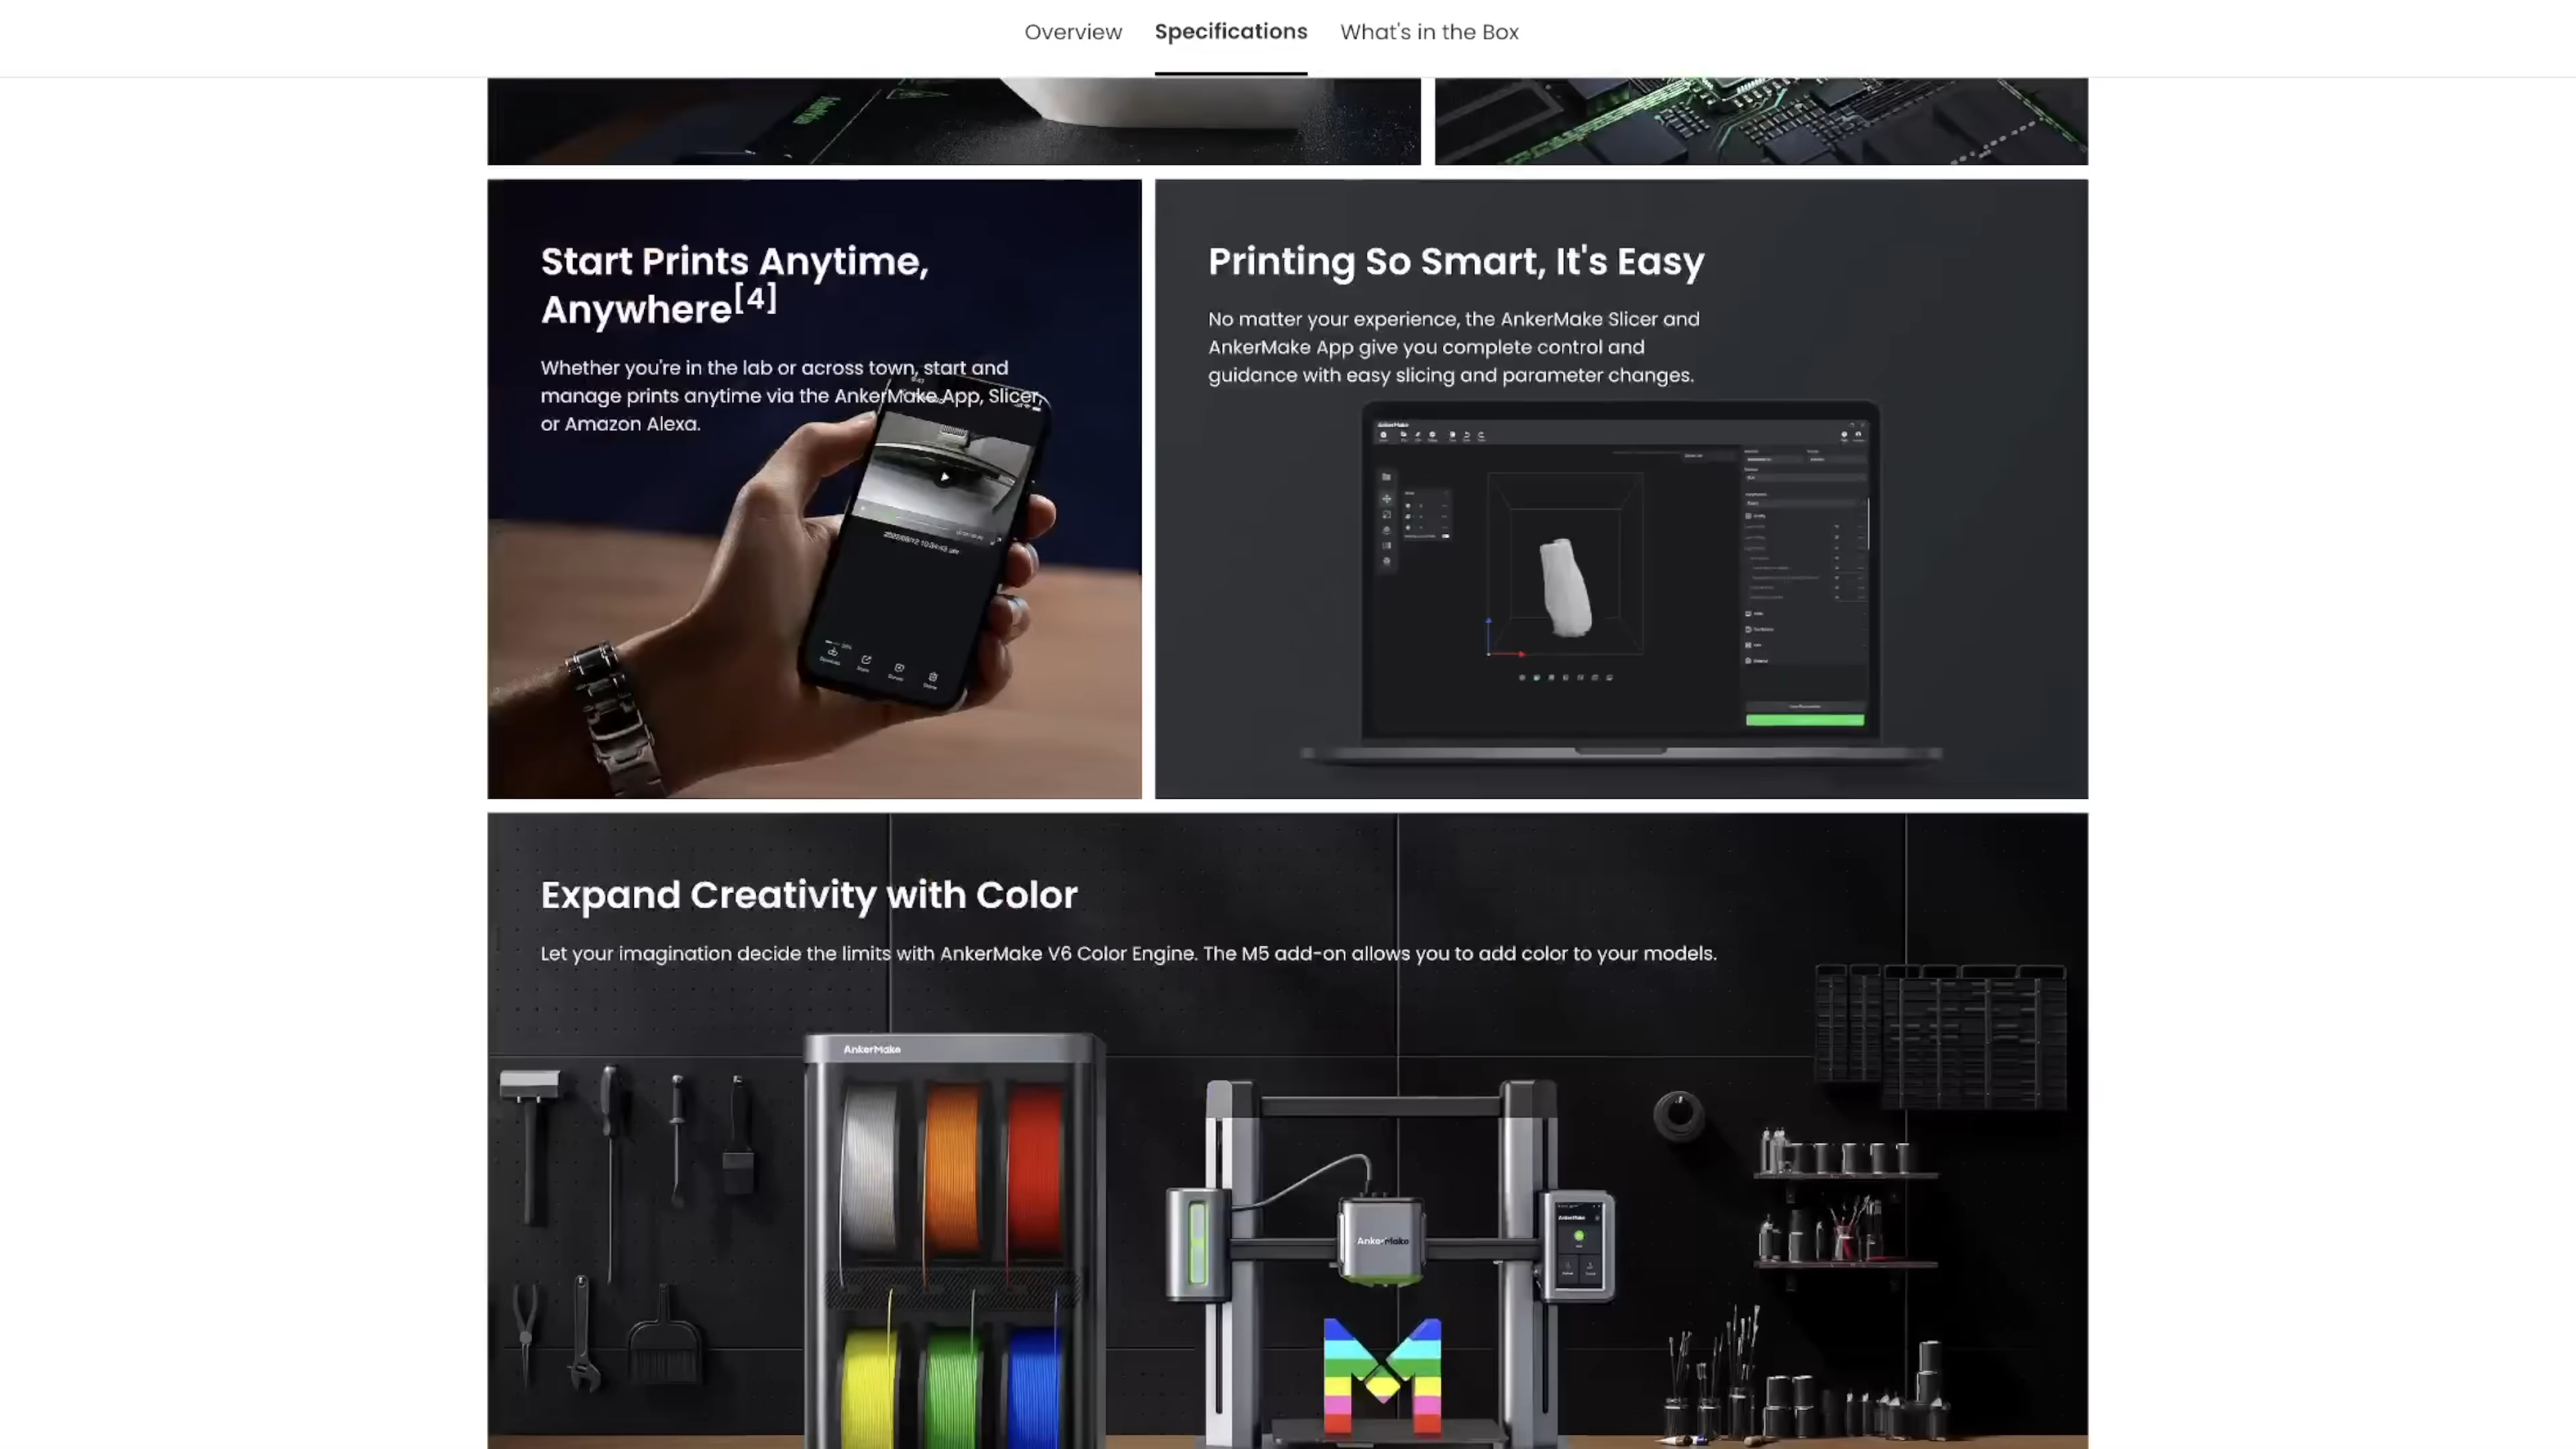 Overview
Specifications
What's in the Box
Start Prints Anytime,
Anywhere[4]
Whether you're in the lab or across town, start and
manage prints anytime via the AnkerMake App, Slicer,
or Amazon Alexa.
Printing So Smart, It's Easy
No matter your experience, the AnkerMake Slicer and
AnkerMake App give you complete control and
guidance with easy slicing and parameter changes.
AnkerMake
Expand Creativity with Color
Let your imagination decide the limits with AnkerMake V6 Color Engine. The M5 add-on allows you to add color to your models.
AnkerMake
AnkerMake
AnkerMake
M